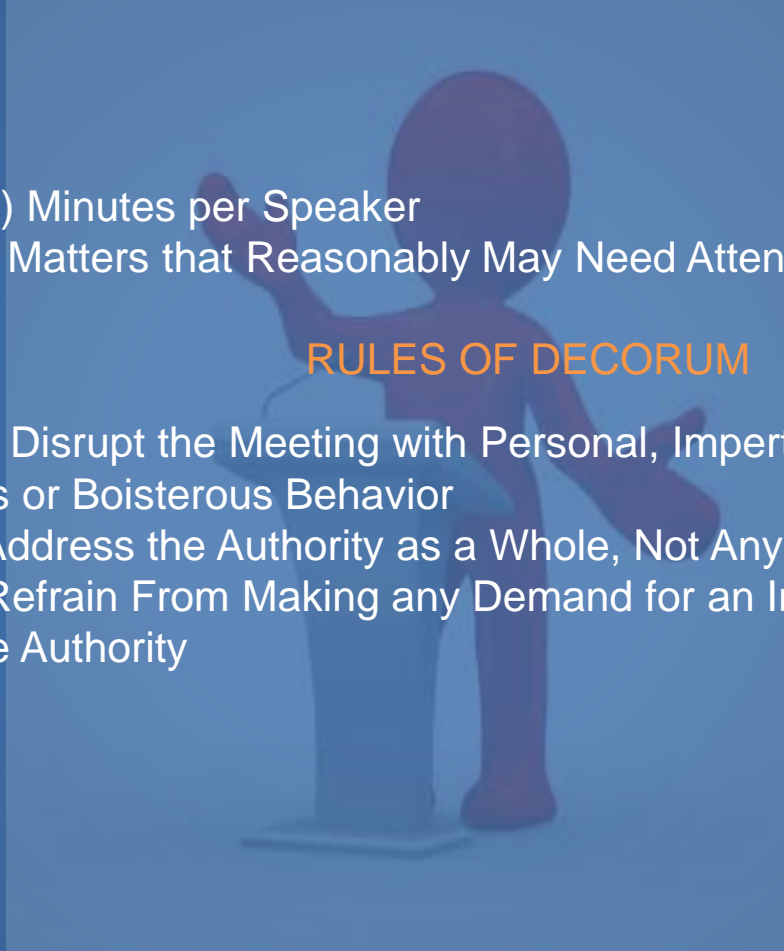 ) Minutes per Speaker
Matters that Reasonably May Need Atten
RULES OF DECORUM
Disrupt the Meeting with Personal, Impert
s or Boisterous Behavior
Address the Authority as a Whole, Not Any
Refrain From Making any Demand for an I
e Authority